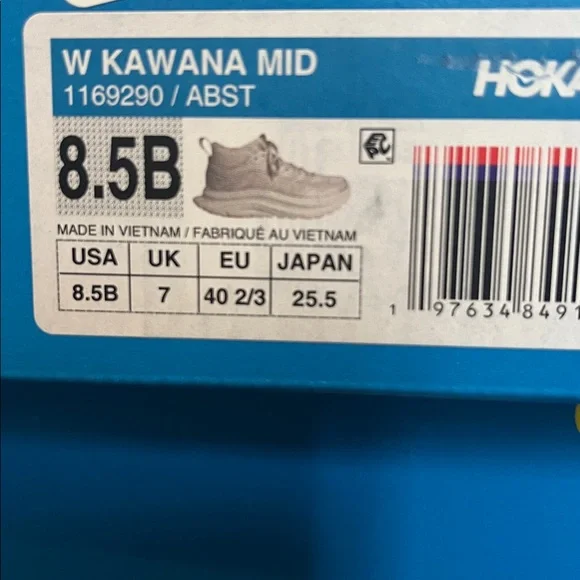 W KAWANA MID
1169290 / ABST
HOKA
8.5B
MADE IN VIETNAM / FABRIQUÉ AU VIETNAM
USA UK EU JAPAN
8.5B 7 40 2/3 25.5
1 97634 8491